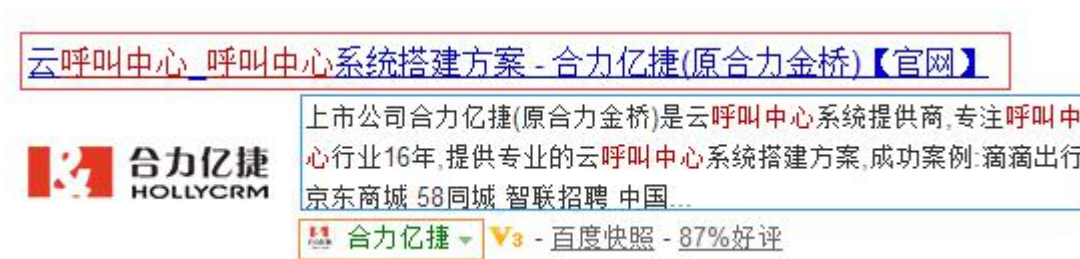 云呼叫中心_呼叫中心系统搭建方案 - 合力亿捷(原合力金桥)【官网】
上市公司合力亿捷(原合力金桥)是云呼叫中心系统提供商,专注呼叫中
心行业16年,提供专业的云呼叫中心系统搭建方案,成功案例:滴滴出行
京东商城 58同城 智联招聘 中国...
合力亿捷
HOLLYCRM
合力亿捷 V3 - 百度快照 - 87%好评